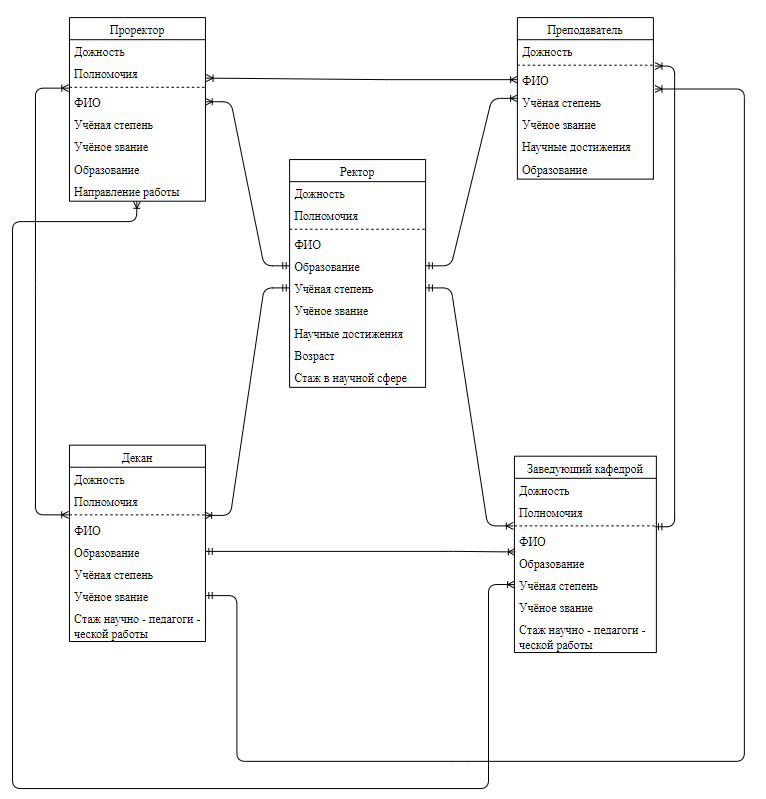 Проректор
Дожность
Полномочия
ФИО
Учёная степень
Учёное звание
Образование
Направление работы
Преподаватель
Дожность
ФИО
Учёная степень
Учёное звание
Научные достижения
Образование
Ректор
Дожность
Полномочия
ФИО
Образование
Учёная степень
Учёное звание
Научные достижения
Возраст
Стаж в научной сфере
Декан
Дожность
Полномочия
ФИО
Образование
Учёная степень
Учёное звание
Стаж научно - педагоги -
ческой работы
Заведующий кафедрой
Дожность
Полномочия
ФИО
Образование
Учёная степень
Учёное звание
Стаж научно - педагоги -
ческой работы